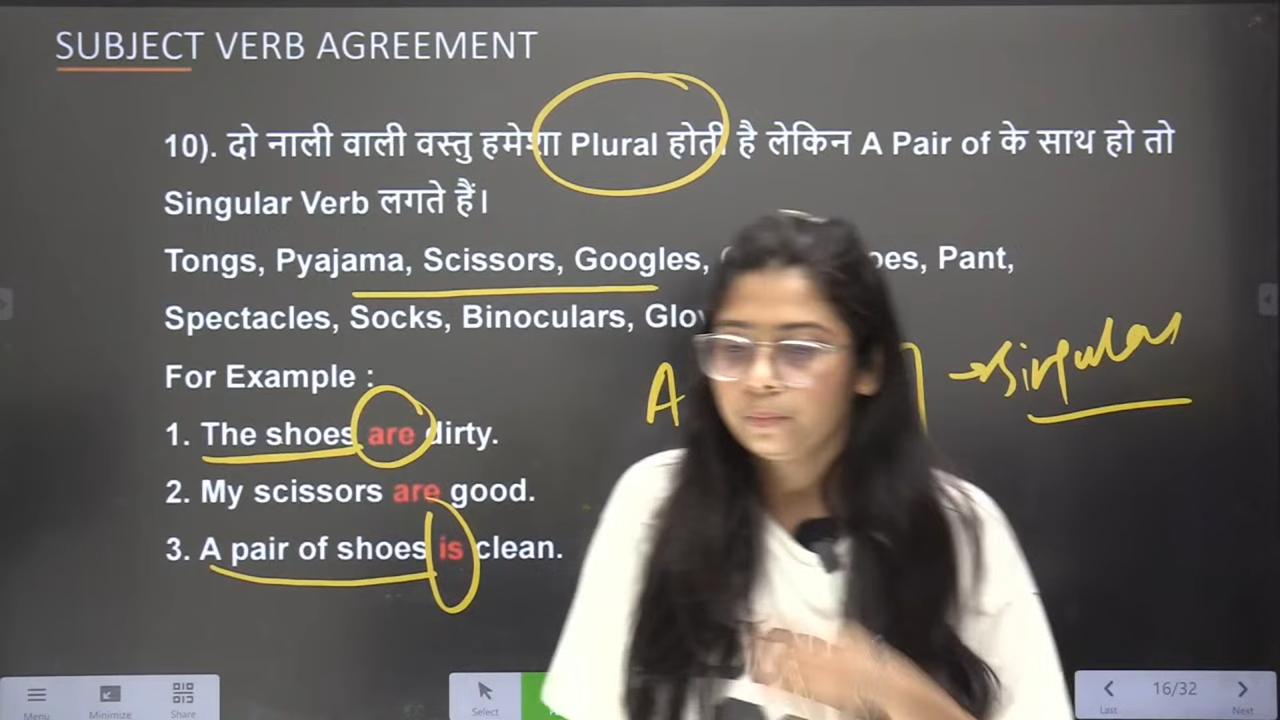 SUBJECT VERB AGREEMENT
10). दो नाली वाली वस्तु हमेशा Plural होती है लेकिन A Pair of के साथ हो तो
Singular Verb लगते हैं।
Tongs, Pyajama, Scissors, Googles, Pant,
Spectacles, Socks, Binoculars,
For Example :
A → Singular
1. The shoes are dirty.
2. My scissors are good.
3. A pair of shoes is clean.
Menu Minimize Share Select Last 16/32 Next